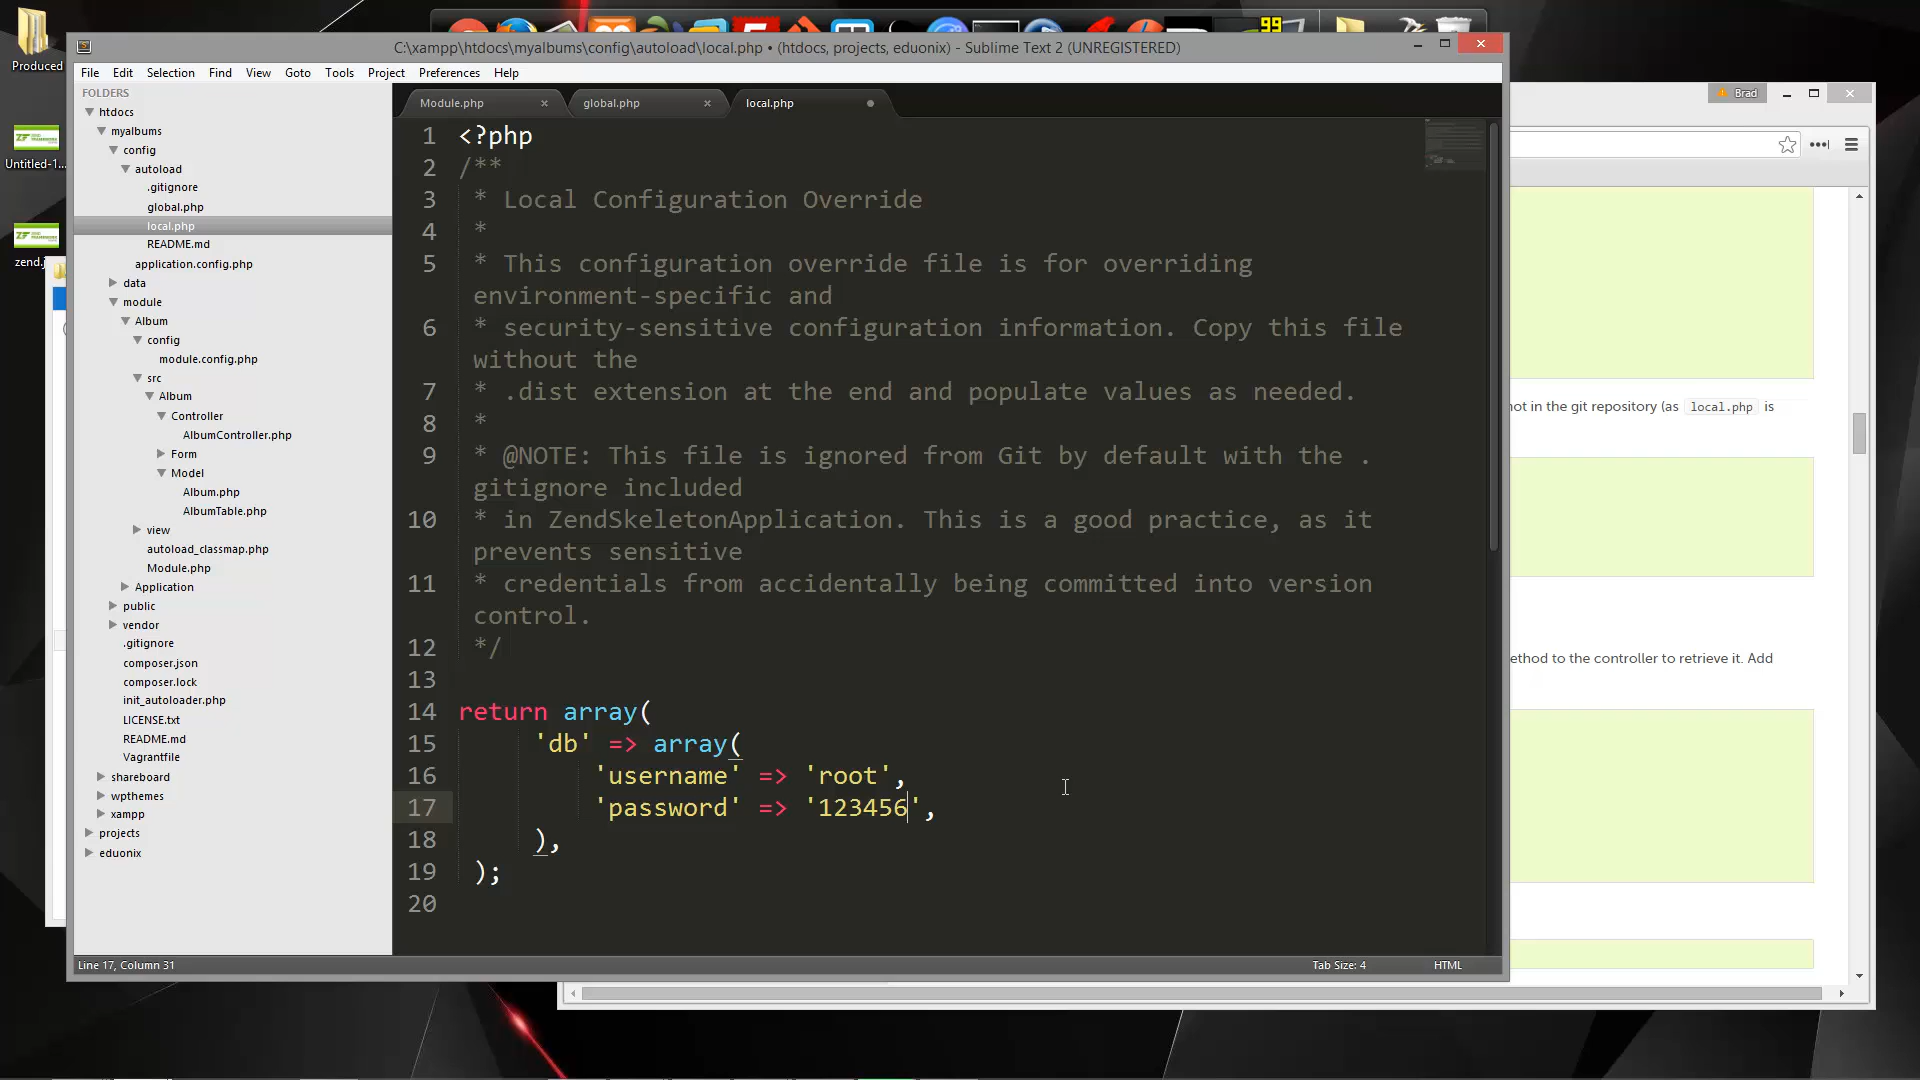 Produced
Untitled-1...
zend.j
99
C:\xampp\htdocs\myalbums\config\autoload\local.php • (htdocs, projects, eduonix) - Sublime Text 2 (UNREGISTERED)
File Edit Selection Find View Goto Tools Project Preferences Help
FOLDERS
htdocs
myalbums
config
autoload
.gitignore
global.php
local.php
README.md
application.config.php
data
module
Album
config
module.config.php
src
Album
Controller
AlbumController.php
Form
Model
Album.php
AlbumTable.php
view
autoload_classmap.php
Module.php
Application
public
vendor
.gitignore
composer.json
composer.lock
init_autoloader.php
LICENSE.txt
README.md
Vagrantfile
shareboard
wpthemes
xampp
projects
eduonix
Module.php global.php local.php
1 <?php
2 /**
3 * Local Configuration Override
4 *
5 * This configuration override file is for overriding
environment-specific and
6 * security-sensitive configuration information. Copy this file
without the
7 * .dist extension at the end and populate values as needed.
8 *
9 * @NOTE: This file is ignored from Git by default with the .
gitignore included
10 * in ZendSkeletonApplication. This is a good practice, as it
prevents sensitive
11 * credentials from accidentally being committed into version
control.
12 */
13
14 return array(
15 'db' => array(
16 'username' => 'root',
17 'password' => '123456',
18 ),
19 );
20
Line 17, Column 31
Tab Size: 4
HTML
Brad
not in the git repository (as local.php is
ethod to the controller to retrieve it. Add